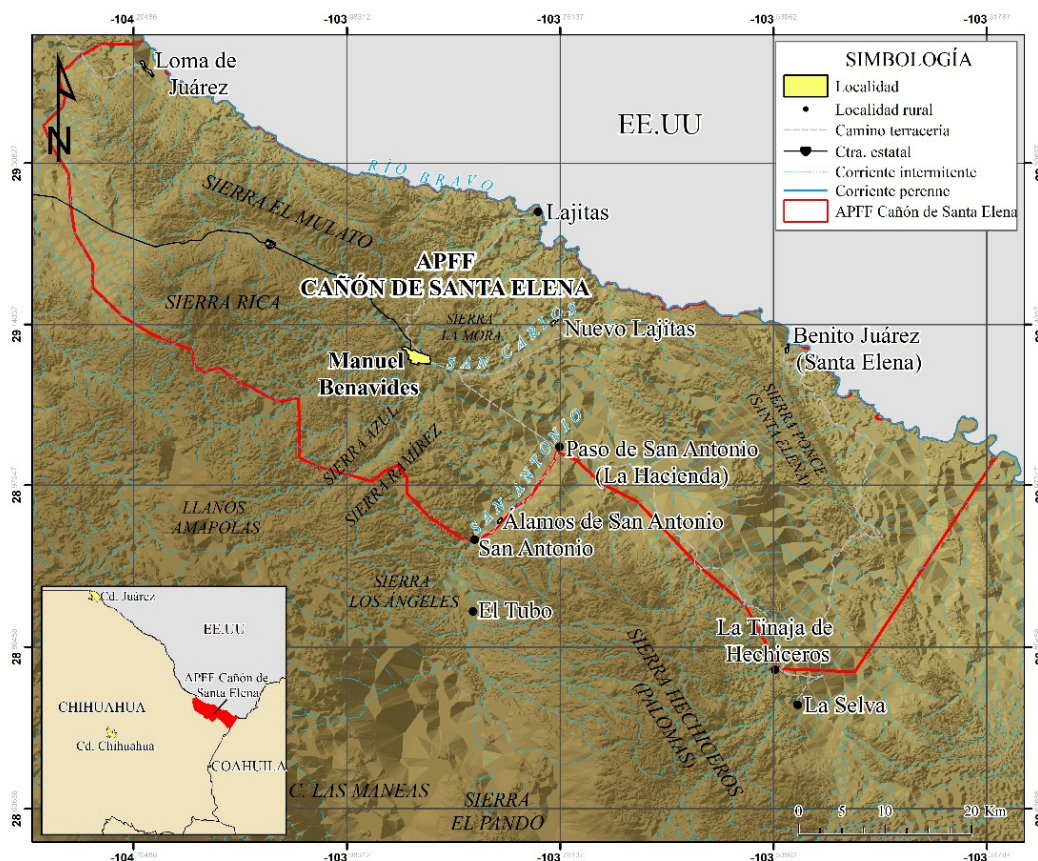 -104.20486
-103.98312
-103.76137
-103.53962
-103.31787
SIMBOLOGÍA
Localidad
Localidad rural
Camino terracería
Ctra. estatal
Corriente intermitente
Corriente perenne
APFF Cañón de Santa Elena
Loma de
Juárez
N
EE.UU
RÍO BRAVO
SIERRA EL MULATO
Lajitas
APFF
CAÑÓN DE SANTA ELENA
SIERRA RICA
SIERRA
LA MORA
SAN CARLOS
Nuevo Lajitas
Manuel
Benavides
Benito Juárez
(Santa Elena)
SIERRA PONCE
(SANTA ELENA)
SIERRA AZUL
SIERRA RAMÍREZ
SAN ANTONIO
Paso de San Antonio
(La Hacienda)
LLANOS
AMAPOLAS
Álamos de San Antonio
San Antonio
SIERRA
LOS ÁNGELES
El Tubo
La Tinaja de
Hechiceros
SIERRA HECHICEROS
(PALOMAS)
La Selva
C. LAS MANEAS
SIERRA
EL PANDO
0 5 10 20 Km
Cd. Juárez
EE.UU
APFF Cañón de
Santa Elena
CHIHUAHUA
Cd. Chihuahua
COAHUILA